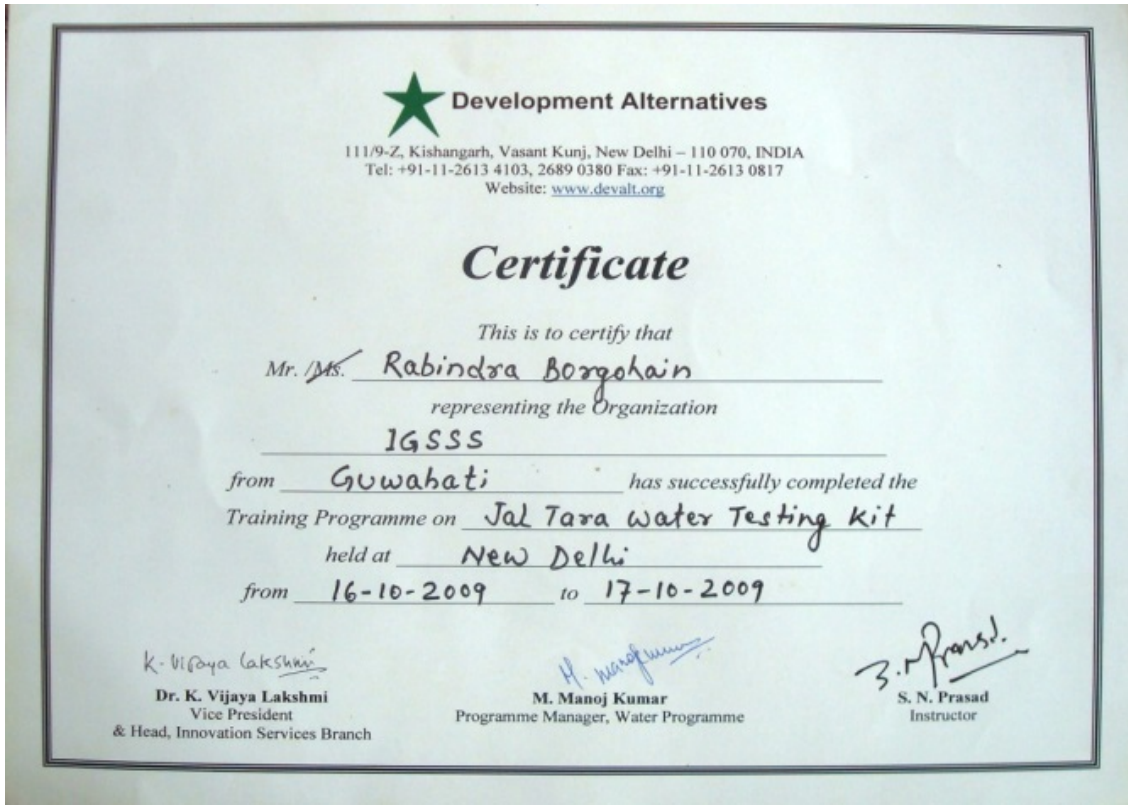 Development Alternatives
111/9-Z, Kishangarh, Vasant Kunj, New Delhi – 110 070, INDIA
Tel: +91-11-2613 4103, 2689 0380 Fax: +91-11-2613 0817
Website: www.devalt.org
Certificate
This is to certify that
Mr. /Ms. Rabindra Borgohain
representing the Organization
IGSSS
from Guwahati has successfully completed the
Training Programme on Jal Tara Water Testing Kit
held at New Delhi
from 16-10-2009 to 17-10-2009
K. Vijaya Lakshmi M. Manoj Kumar S. N. Prasad
Dr. K. Vijaya Lakshmi M. Manoj Kumar S. N. Prasad
Vice President Programme Manager, Water Programme Instructor
& Head, Innovation Services Branch